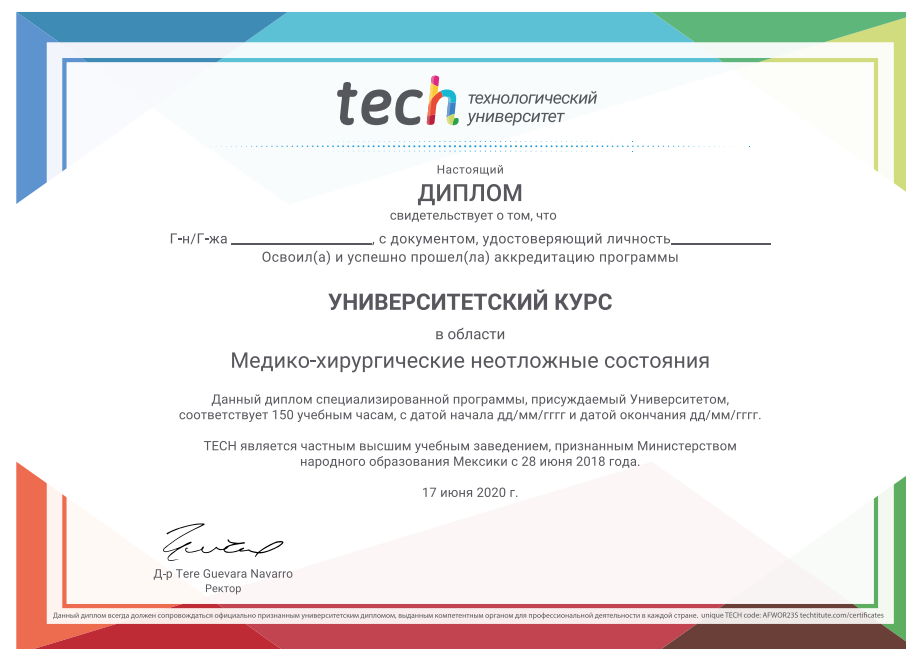 tech технологический
университет
Настоящий
ДИПЛОМ
свидетельствует о том, что
Г-н/Г-жа ____________________, с документом, удостоверяющий личность______________
Освоил(а) и успешно прошел(ла) аккредитацию программы
УНИВЕРСИТЕТСКИЙ КУРС
в области
Медико-хирургические неотложные состояния
Данный диплом специализированной программы, присуждаемый Университетом,
соответствует 150 учебным часам, с датой начала дд/мм/гггг и датой окончания дд/мм/гггг.
TECH является частным высшим учебным заведением, признанным Министерством
народного образования Мексики с 28 июня 2018 года.
17 июня 2020 г.
Д-р Tere Guevara Navarro
Ректор
Данный диплом всегда должен сопровождаться официально признанным университетским дипломом, выданным компетентным органом для профессиональной деятельности в каждой стране. unique TECH code: AFWOR23S techtitute.com/certificates